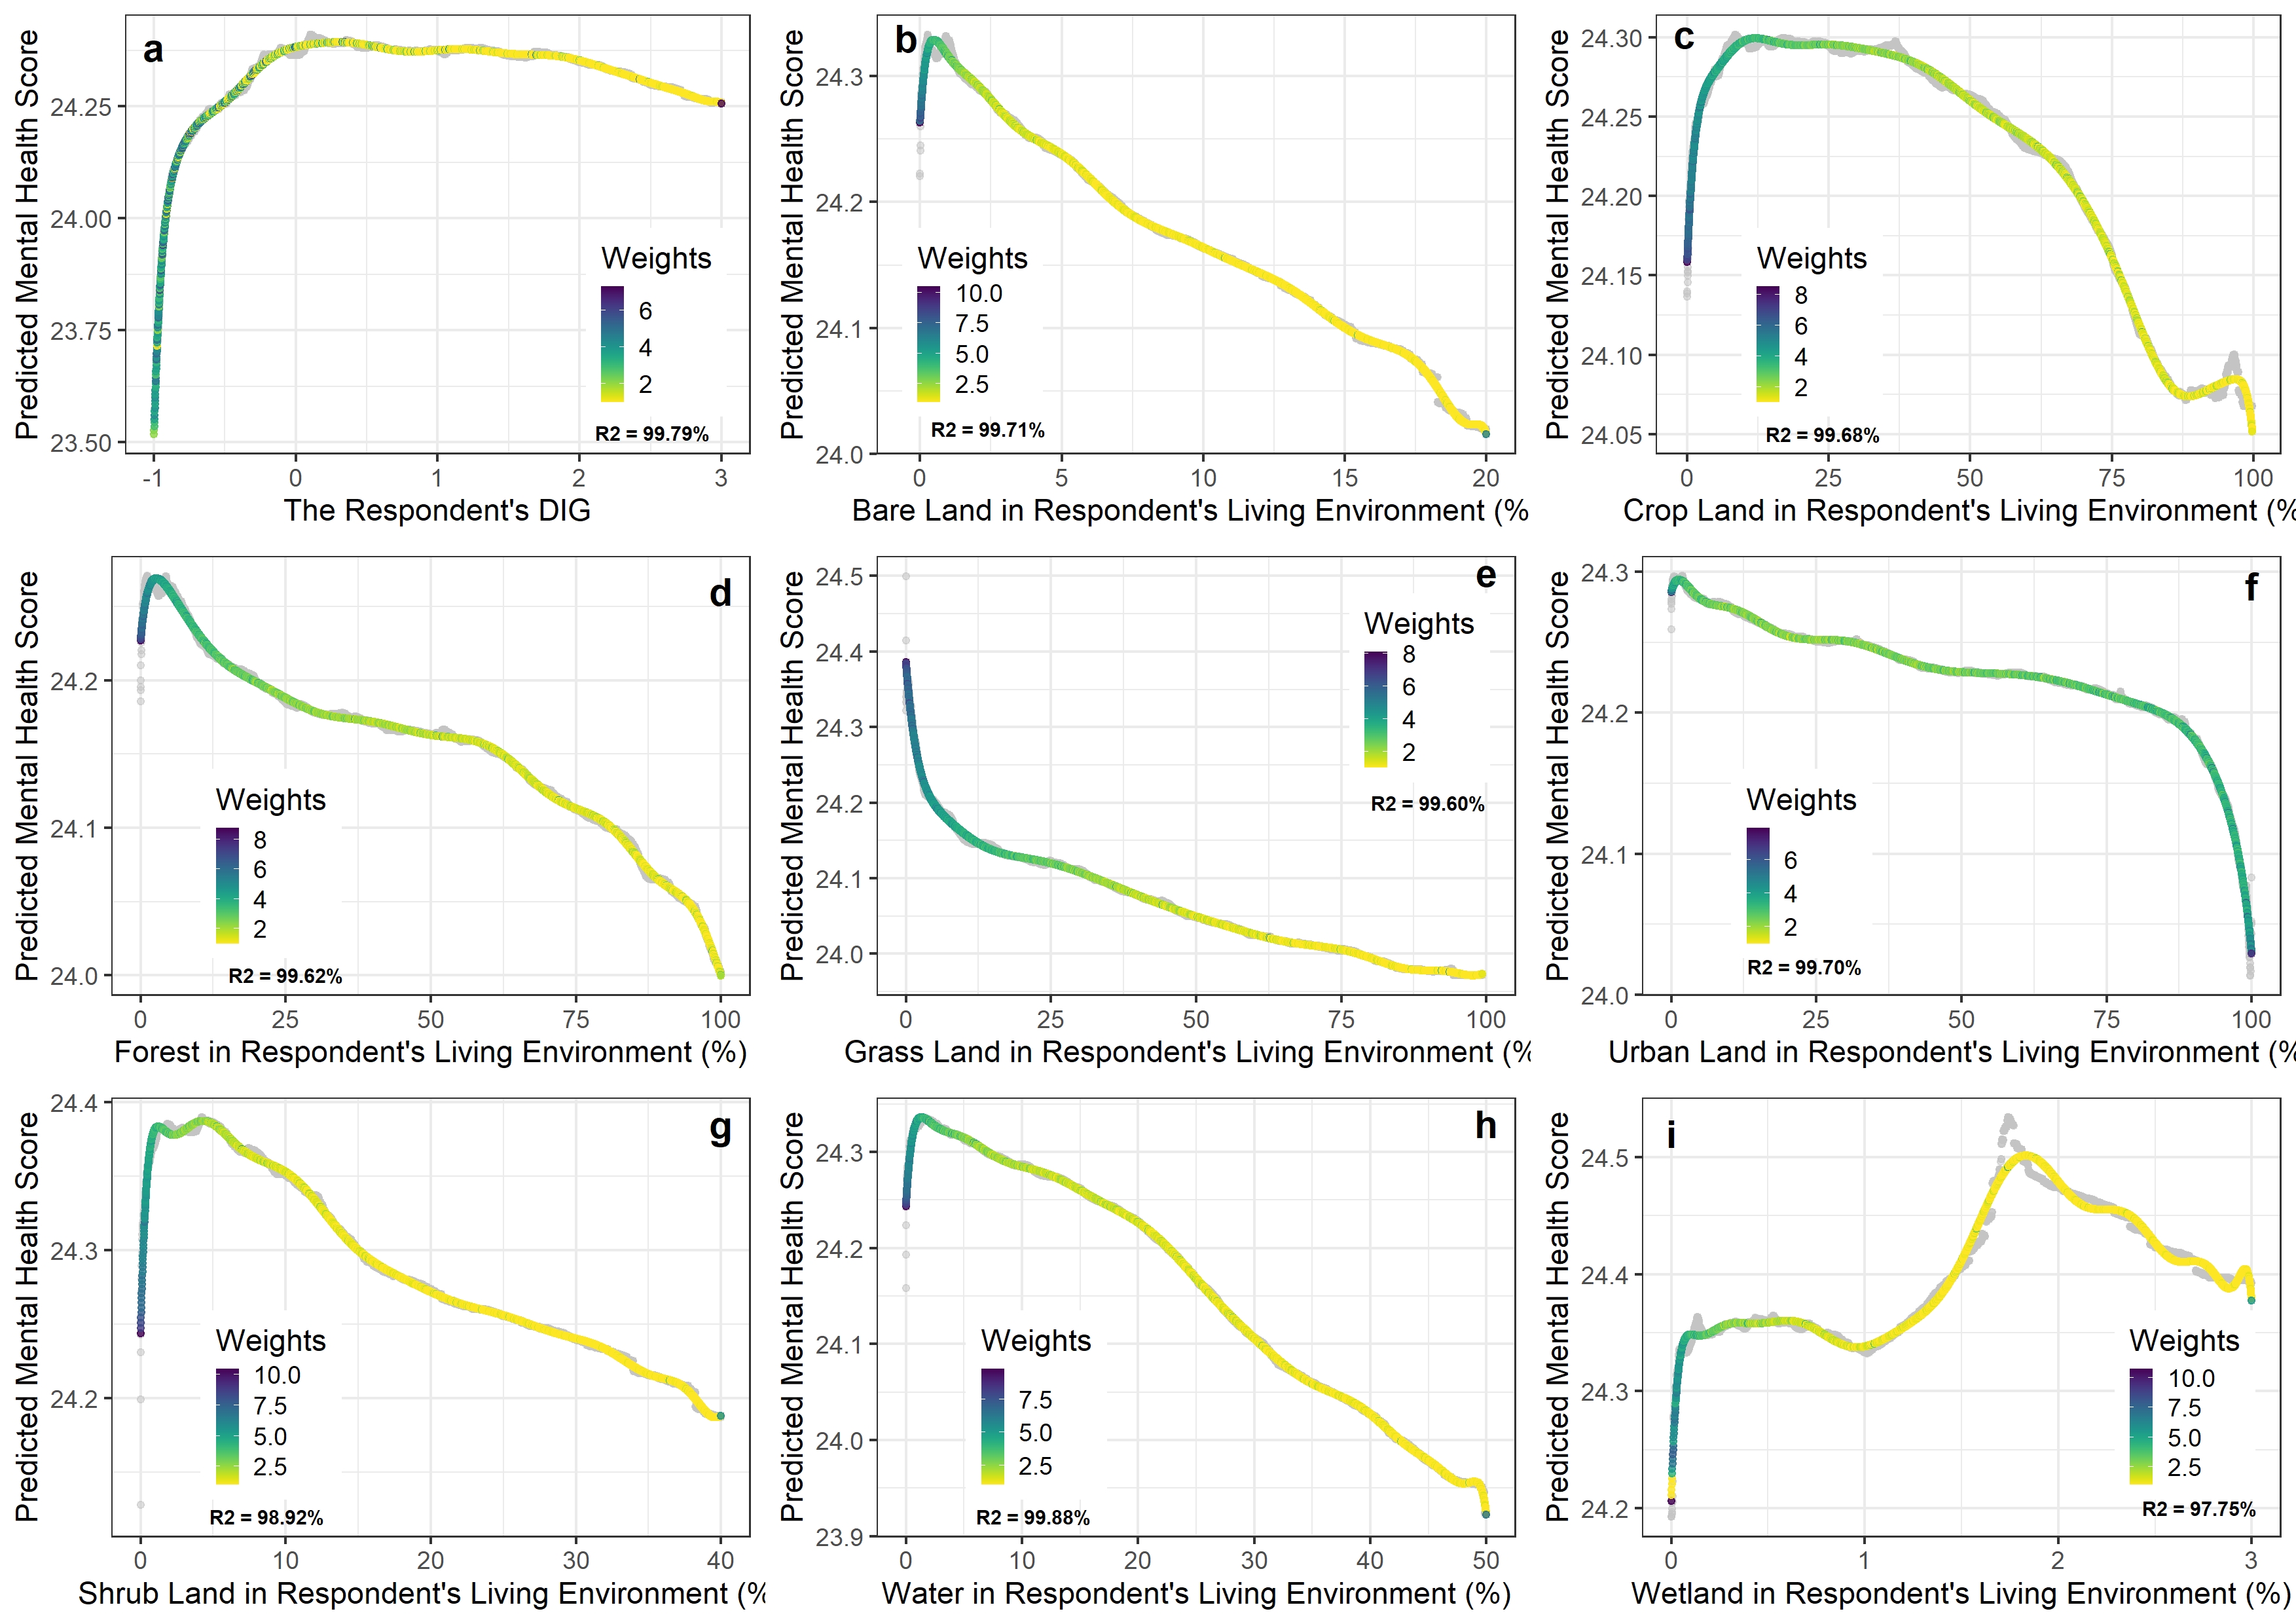 a
Predicted Mental Health Score
24.25
24.00
23.75
23.50
Weights
6
4
2
R2 = 99.79%
-1 0 1 2 3
The Respondent's DIG
b
Predicted Mental Health Score
24.3
24.2
24.1
24.0
Weights
10.0
7.5
5.0
2.5
R2 = 99.71%
0 5 10 15 20
Bare Land in Respondent's Living Environment (%
c
Predicted Mental Health Score
24.30
24.25
24.20
24.15
24.10
24.05
Weights
8
6
4
2
R2 = 99.68%
0 25 50 75 100
Crop Land in Respondent's Living Environment (%
d
Predicted Mental Health Score
24.2
24.1
24.0
Weights
8
6
4
2
R2 = 99.62%
0 25 50 75 100
Forest in Respondent's Living Environment (%)
e
Predicted Mental Health Score
24.5
24.4
24.3
24.2
24.1
24.0
Weights
8
6
4
2
R2 = 99.60%
0 25 50 75 100
Grass Land in Respondent's Living Environment (%
f
Predicted Mental Health Score
24.3
24.2
24.1
24.0
Weights
6
4
2
R2 = 99.70%
0 25 50 75 100
Urban Land in Respondent's Living Environment (%
g
Predicted Mental Health Score
24.4
24.3
24.2
Weights
10.0
7.5
5.0
2.5
R2 = 98.92%
0 10 20 30 40
Shrub Land in Respondent's Living Environment (%
h
Predicted Mental Health Score
24.3
24.2
24.1
24.0
23.9
Weights
7.5
5.0
2.5
R2 = 99.88%
0 10 20 30 40 50
Water in Respondent's Living Environment (%)
i
Predicted Mental Health Score
24.5
24.4
24.3
24.2
Weights
10.0
7.5
5.0
2.5
R2 = 97.75%
0 1 2 3
Wetland in Respondent's Living Environment (%)